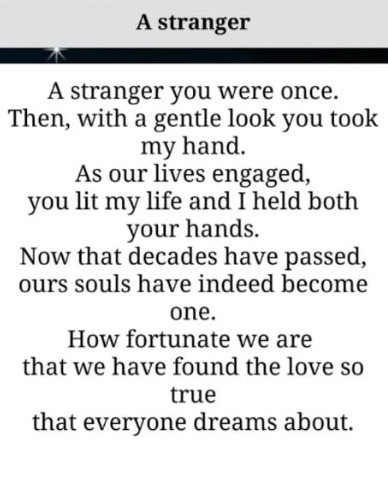 A stranger
A stranger you were once.
Then, with a gentle look you took
my hand.
As our lives engaged,
you lit my life and I held both
your hands.
Now that decades have passed,
ours souls have indeed become
one.
How fortunate we are
that we have found the love so
true
that everyone dreams about.